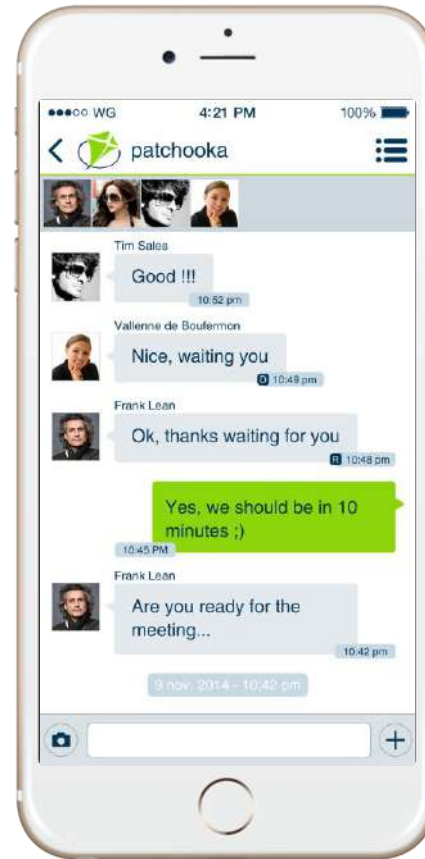 WG
4:21 PM
100%
patchooka
Tim Sales
Good !!!
10:52 pm
Vallenne de Boufermon
Nice, waiting you
D 10:49 pm
Frank Lean
Ok, thanks waiting for you
R 10:48 pm
Yes, we should be in 10
minutes ;)
10:45 PM
Frank Lean
Are you ready for the
meeting...
10:42 pm
9 nov. 2014 - 10:42 pm